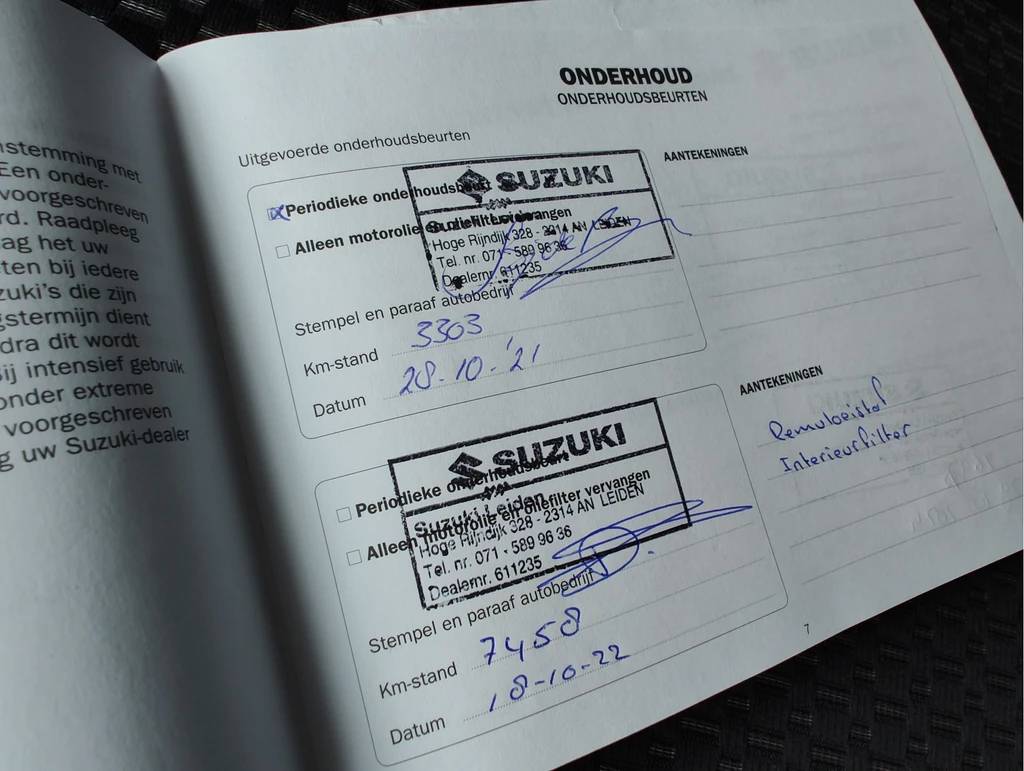 nstemming met
Een onder-
voorgeschreven
rd. Raadpleeg
ag het uw
ten bij iedere
zuki's die zijn
gstermijn dient
dra dit wordt
ij intensief gebruik
onder extreme
voorgeschreven
g uw Suzuki-dealer
ONDERHOUD
ONDERHOUDSBEURTEN
Uitgevoerde onderhoudsbeurten
Periodieke onderhoudsbeurt
SUZUKI
Alleen motorolie en oliefilter vervangen
Hoge Rijndijk 328 - 2314 AN LEIDEN
Tel. nr. 071 - 589 96 36
Dealernr. 611235
Stempel en paraaf autobedrijf
Km-stand 3303
Datum 28-10-'21
AANTEKENINGEN
Periodieke onderhoudsbeurt
SUZUKI
Suzuki Leiden
Alleen motorolie en oliefilter vervangen
Hoge Rijndijk 328 - 2314 AN LEIDEN
Tel. nr. 071 - 589 96 36
Dealernr. 611235
Stempel en paraaf autobedrijf
Km-stand 7458
Datum 18-10-22
AANTEKENINGEN
Remvloeistof
Interieurfilter
7